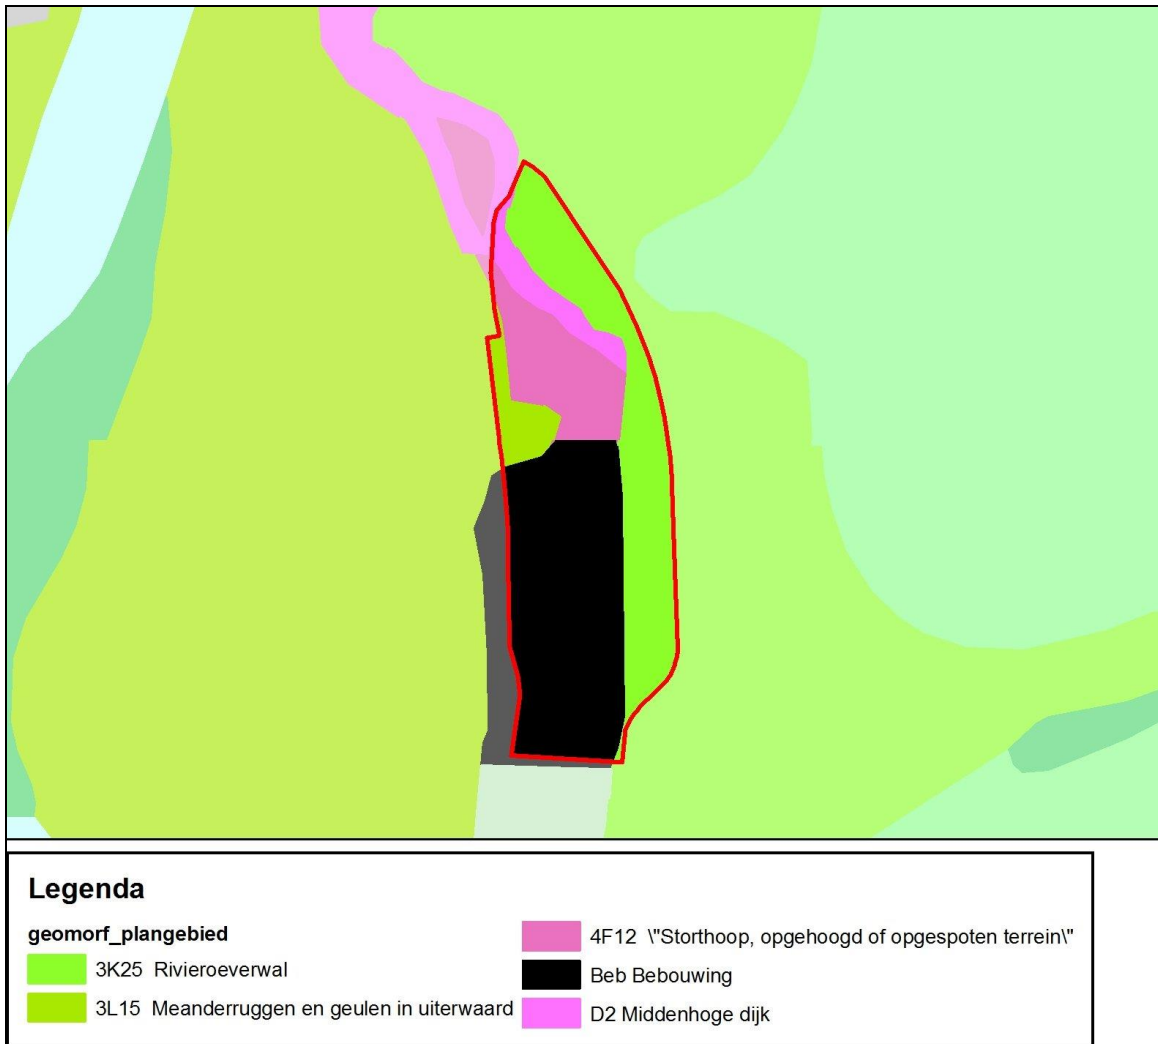 Legenda
geomorf_plangebied
3K25 Rivieroeverwal
3L15 Meanderruggen en geulen in uiterwaard
4F12 \"Storthoop, opgehoogd of opgespoten terrein\"
Beb Bebouwing
D2 Middenhoge dijk